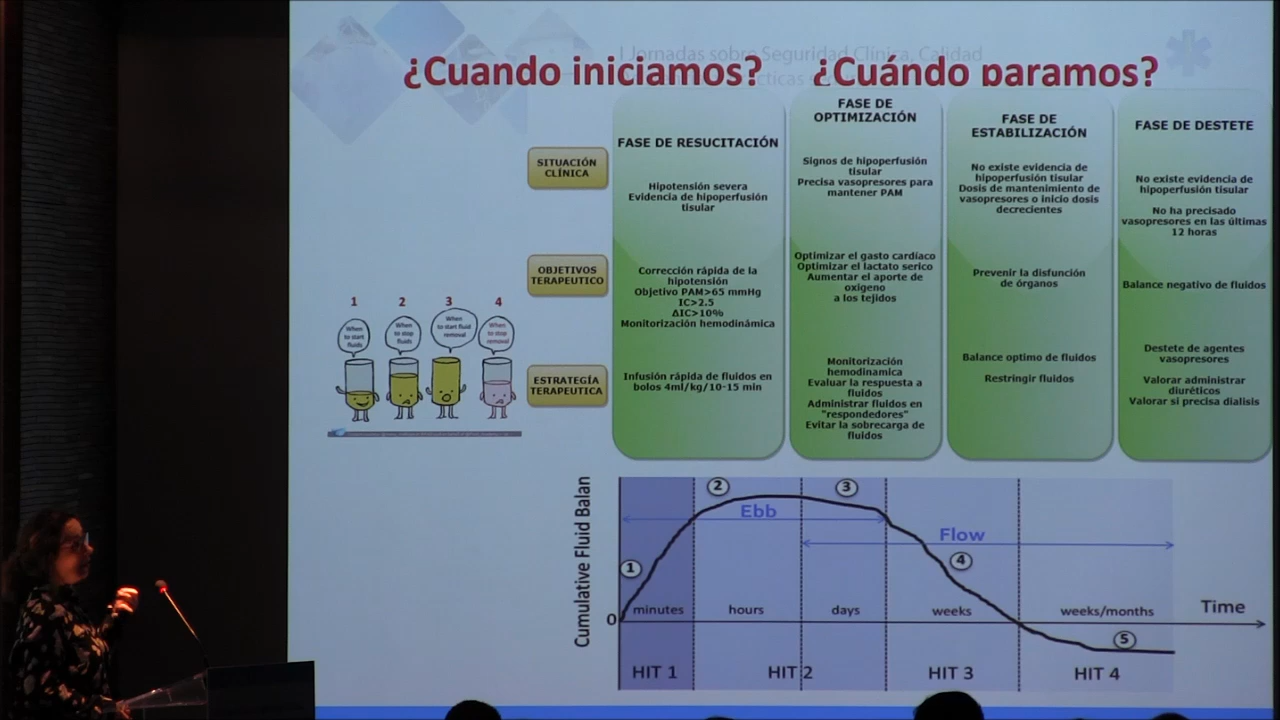 I Jornadas sobre Seguridad Clínica, Calidad
¿Cuando iniciamos? ¿Cuándo paramos?
SITUACIÓN
CLÍNICA
OBJETIVOS
TERAPEUTICO
ESTRATEGÍA
TERAPEUTICA
FASE DE RESUCITACIÓN
Hipotensión severa
Evidencia de hipoperfusión
tisular
Corrección rápida de la
hipotensión
Objetivo PAM>65 mmHg
IC>2.5
ΔIC>10%
Monitorización hemodinámica
Infusión rápida de fluidos en
bolos 4ml/kg/10-15 min
FASE DE
OPTIMIZACIÓN
Signos de hipoperfusión
tisular
Precisa vasopresores para
mantener PAM
Optimizar el gasto cardíaco
Optimizar el lactato serico
Aumentar el aporte de
oxigeno
a los tejidos
Monitorización
hemodinamica
Evaluar la respuesta a
fluidos
Administrar fluidos en
"respondedores"
Evitar la sobrecarga de
fluidos
FASE DE
ESTABILIZACIÓN
No existe evidencia de
hipoperfusión tisular
Dosis de mantenimiento de
vasopresores o inicio dosis
decrecientes
Prevenir la disfunción
de órganos
Balance optimo de fluidos
Restringir fluidos
FASE DE DESTETE
No existe evidencia de
hipoperfusión tisular
No ha precisado
vasopresores en las últimas
12 horas
Balance negativo de fluidos
Destete de agentes
vasopresores
Valorar administrar
diuréticos
Valorar si precisa dialisis
1 2 3 4
When
to start
fluids
When
to stop
fluids
When
to start fluid
removal
When
to stop
removal
Cumulative Fluid Balan
0
1
2
3
4
5
Ebb
Flow
minutes hours days weeks weeks/months Time
HIT 1 HIT 2 HIT 3 HIT 4